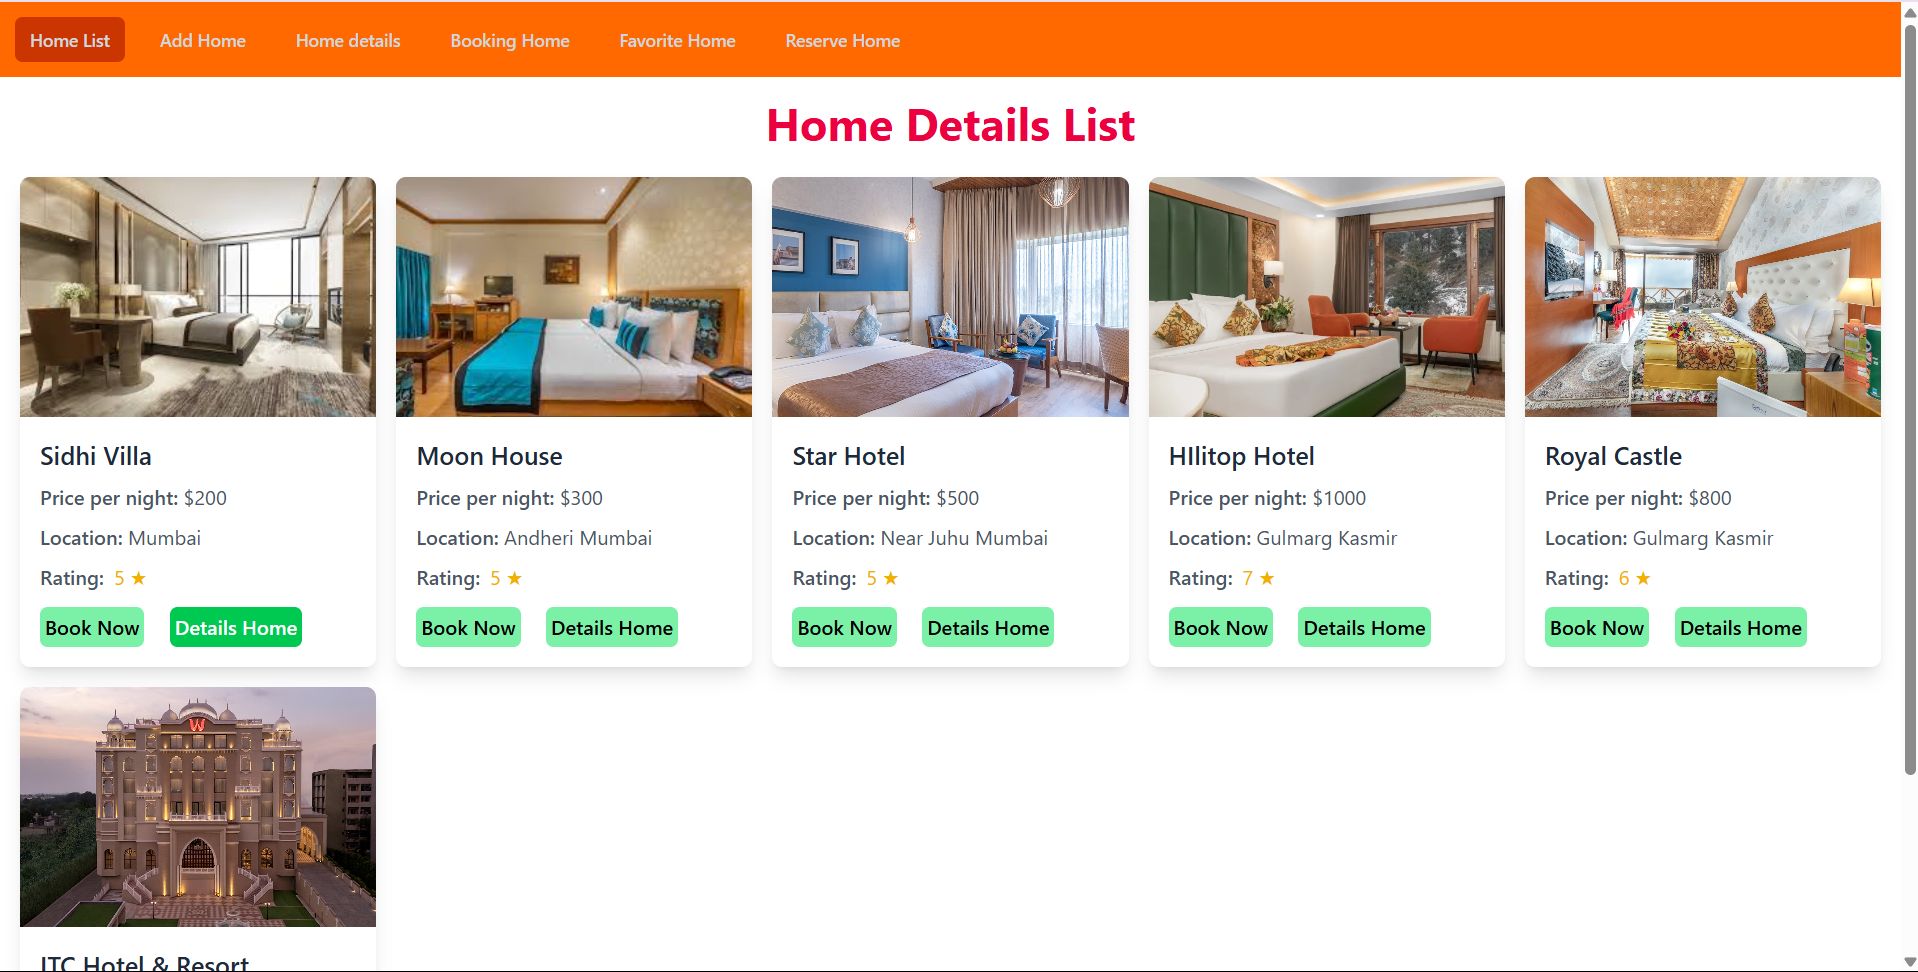 Home List Add Home Home details Booking Home Favorite Home Reserve Home
Home Details List
Sidhi Villa
Price per night: $200
Location: Mumbai
Rating: 5 ★
Book Now Details Home
Moon House
Price per night: $300
Location: Andheri Mumbai
Rating: 5 ★
Book Now Details Home
Star Hotel
Price per night: $500
Location: Near Juhu Mumbai
Rating: 5 ★
Book Now Details Home
HIlitop Hotel
Price per night: $1000
Location: Gulmarg Kasmir
Rating: 7 ★
Book Now Details Home
Royal Castle
Price per night: $800
Location: Gulmarg Kasmir
Rating: 6 ★
Book Now Details Home
W
ITC Hotel & Resort